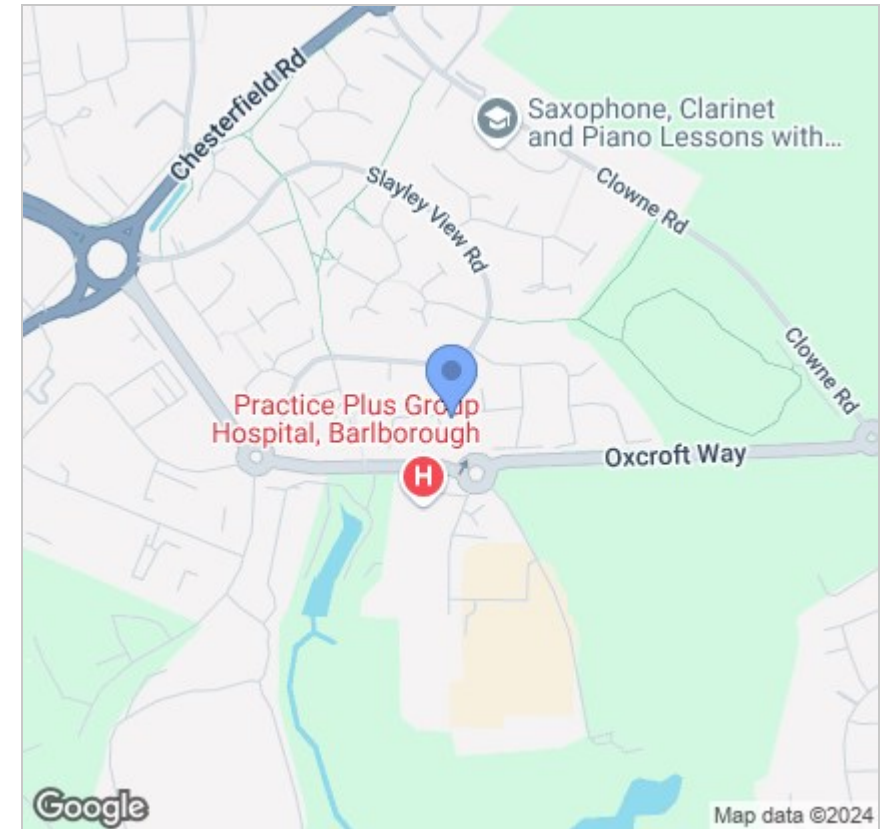 Chesterfield Rd
Saxophone, Clarinet
and Piano Lessons with...
Slayley View Rd
Clowne Rd
Clowne Rd
Practice Plus Group
Hospital, Barlborough
H
Oxcroft Way
Google
Map data ©2024